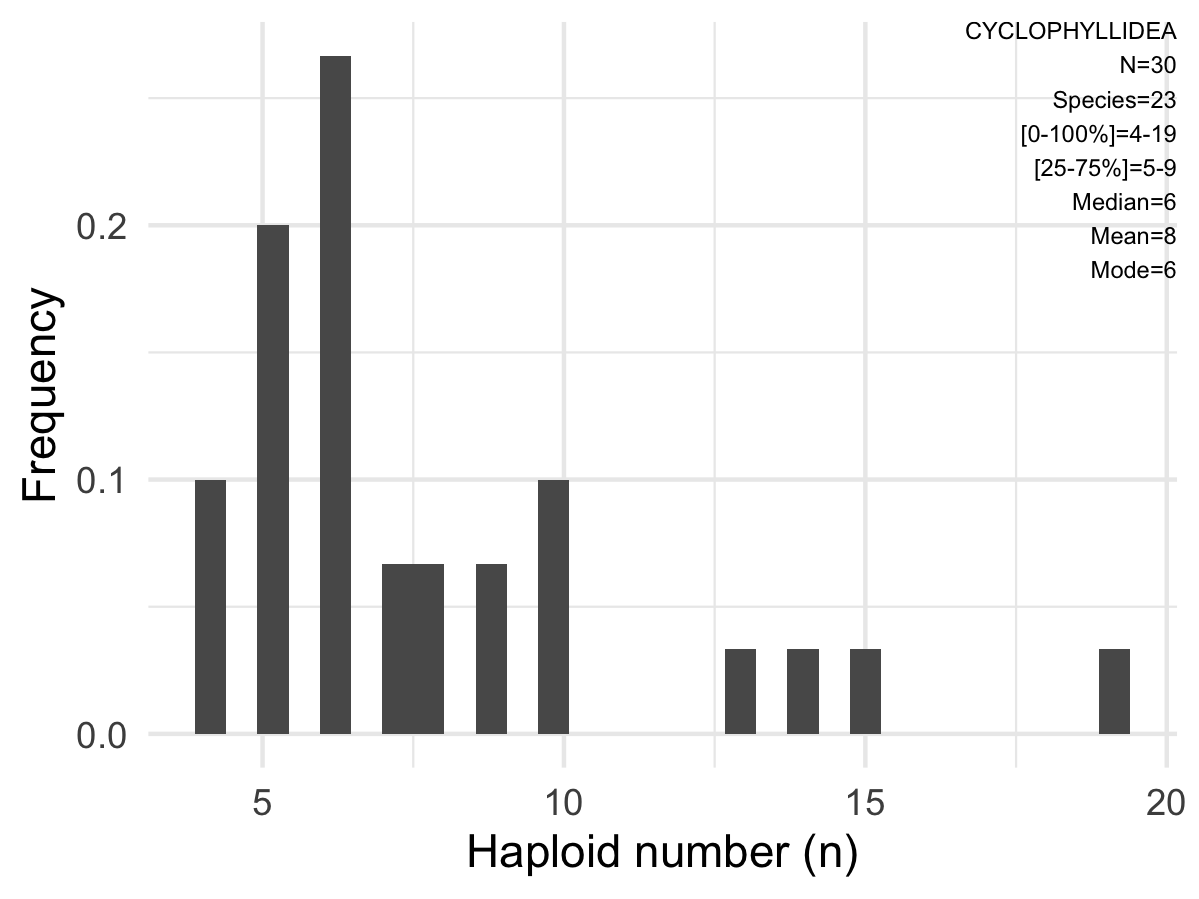 CYCLOPHYLLIDEA
N=30
Species=23
[0-100%]=4-19
[25-75%]=5-9
Median=6
Mean=8
Mode=6
Frequency
0.2
0.1
0.0
5 10 15 20
Haploid number (n)